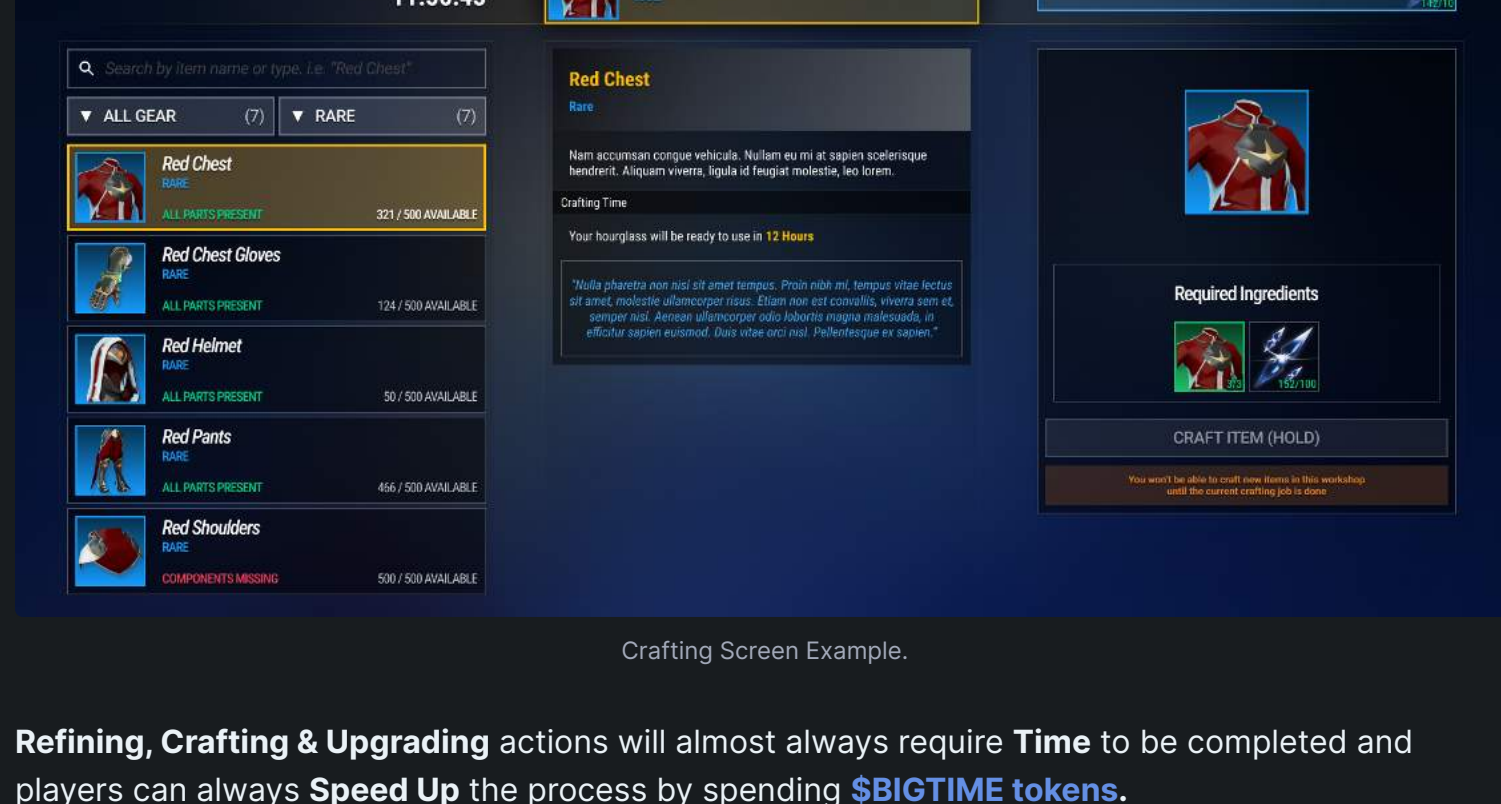 142/10
Search by item name or type. i.e: "Red Chest"
▼ ALL GEAR (7) ▼ RARE (7)
Red Chest
RARE
ALL PARTS PRESENT 321 / 500 AVAILABLE
Red Chest Gloves
RARE
ALL PARTS PRESENT 124 / 500 AVAILABLE
Red Helmet
RARE
ALL PARTS PRESENT 50 / 500 AVAILABLE
Red Pants
RARE
ALL PARTS PRESENT 466 / 500 AVAILABLE
Red Shoulders
RARE
COMPONENTS MISSING 500 / 500 AVAILABLE
Red Chest
Rare
Nam accumsan congue vehicula. Nullam eu mi at sapien scelerisque
hendrerit. Aliquam viverra, ligula id feugiat molestie, leo lorem.
Crafting Time
Your hourglass will be ready to use in 12 Hours
"Nulla pharetra non nisi sit amet tempus. Proin nibh mi, tempus vitae lectus
sit amet, molestie ullamcorper risus. Etiam non est convallis, viverra sem et,
semper nisl. Aenean ullamcorper odio lobortis magna malesuada, in
efficitur sapien euismod. Duis vitae orci nisl. Pellentesque ex sapien."
Required Ingredients
3/3 152/100
CRAFT ITEM (HOLD)
You won't be able to craft new items in this workshop
until the current crafting job is done
Crafting Screen Example.
Refining, Crafting & Upgrading actions will almost always require Time to be completed and
players can always Speed Up the process by spending $BIGTIME tokens.